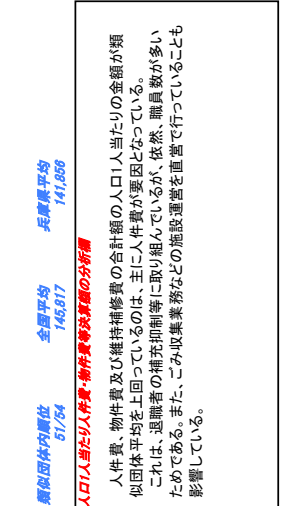 類似団体内順位 全国平均 兵庫県平均
51/54 145,817 141,856
人口1人当たり人件費・物件費等決算額の分析欄
人件費、物件費及び維持補修費の合計額の人口1人当たりの金額が類
似団体平均を上回っているのは、主に人件費が要因となっている。
これは、退職者の補充抑制等に取り組んでいるが、依然、職員数が多い
ためである。また、ごみ収集業務などの施設運営を直営で行っていることも
影響している。